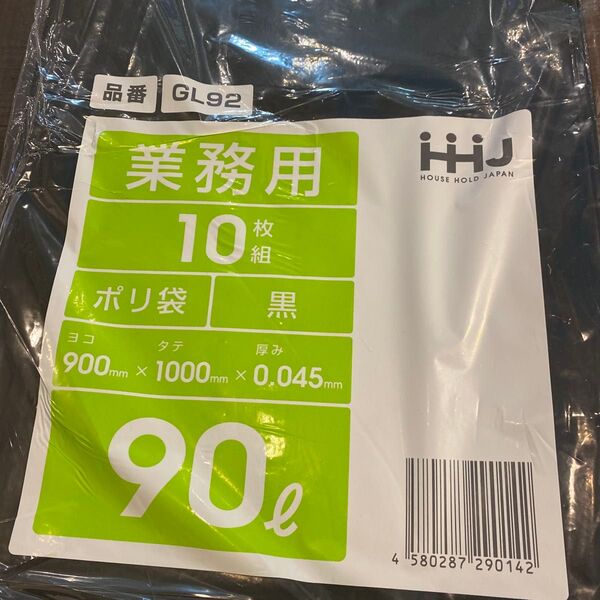 品番 GL92
HHJ
HOUSE HOLD JAPAN
業務用
10枚組
ポリ袋 黒
ヨコ タテ 厚み
900mm×1000mm×0.045mm
90ℓ
4 580287 290142